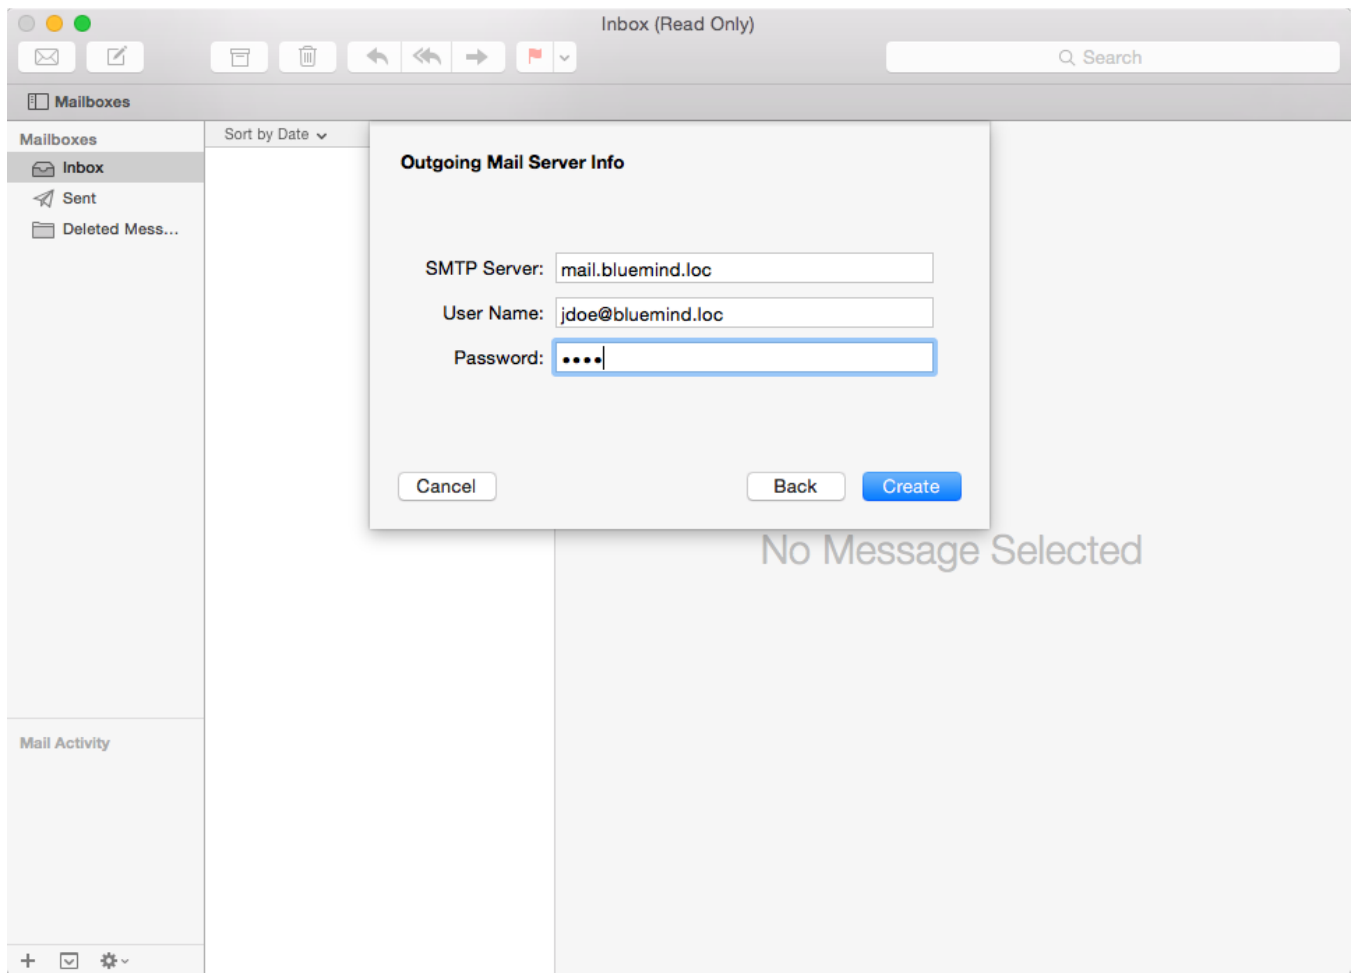 Inbox (Read Only)
Search
Mailboxes
Mailboxes
Inbox
Sent
Deleted Mess...
Sort by Date
Outgoing Mail Server Info
SMTP Server: mail.bluemind.loc
User Name: jdoe@bluemind.loc
Password: ••••
Cancel Back Create
No Message Selected
Mail Activity